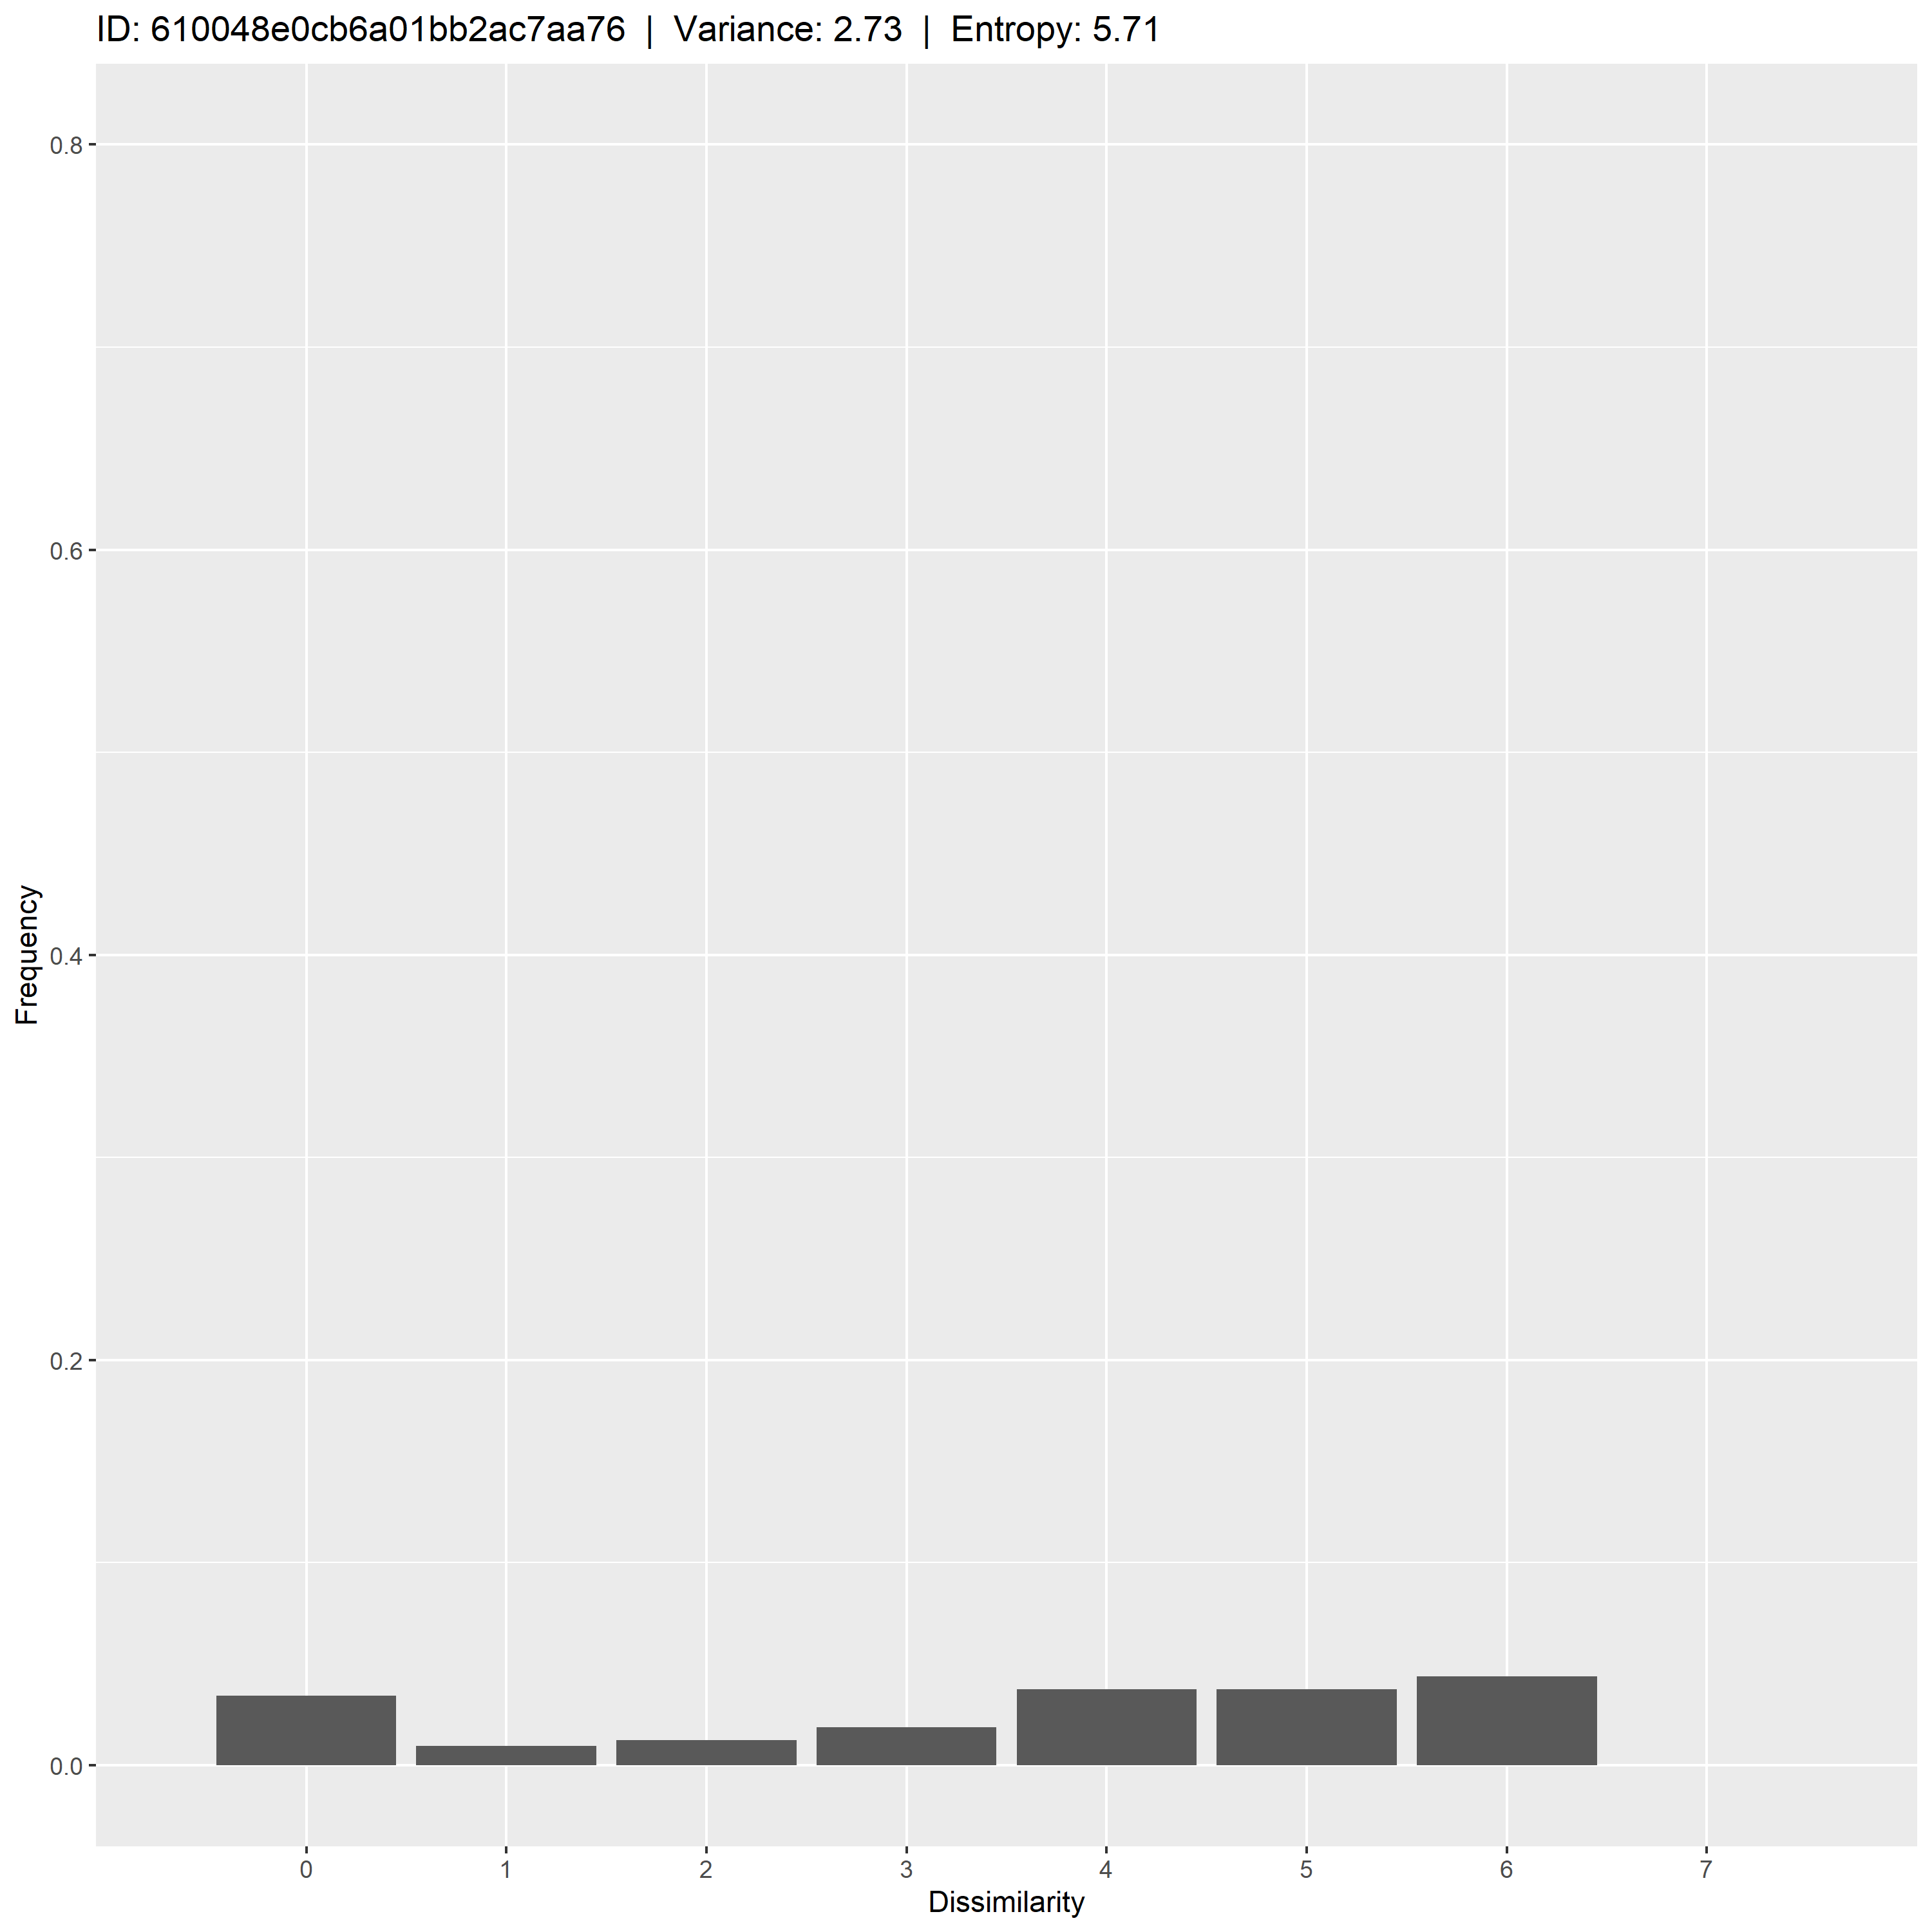 ID: 610048e0cb6a01bb2ac7aa76 | Variance: 2.73 | Entropy: 5.71
0.8
0.6
0.4
0.2
0.0
Frequency
0 1 2 3 4 5 6 7
Dissimilarity